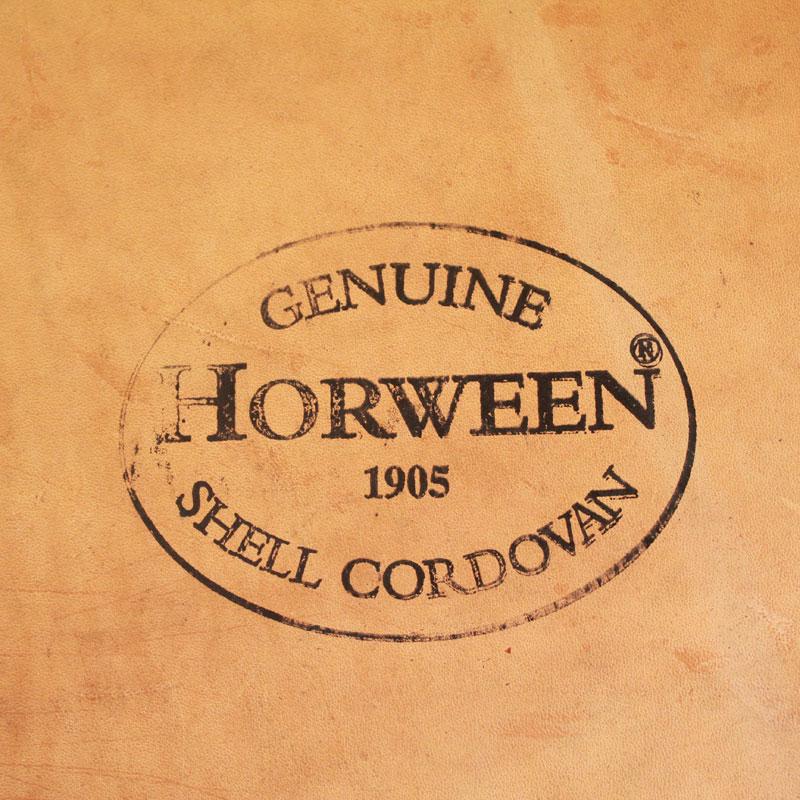 GENUINE
HORWEEN®
1905
SHELL CORDOVAN